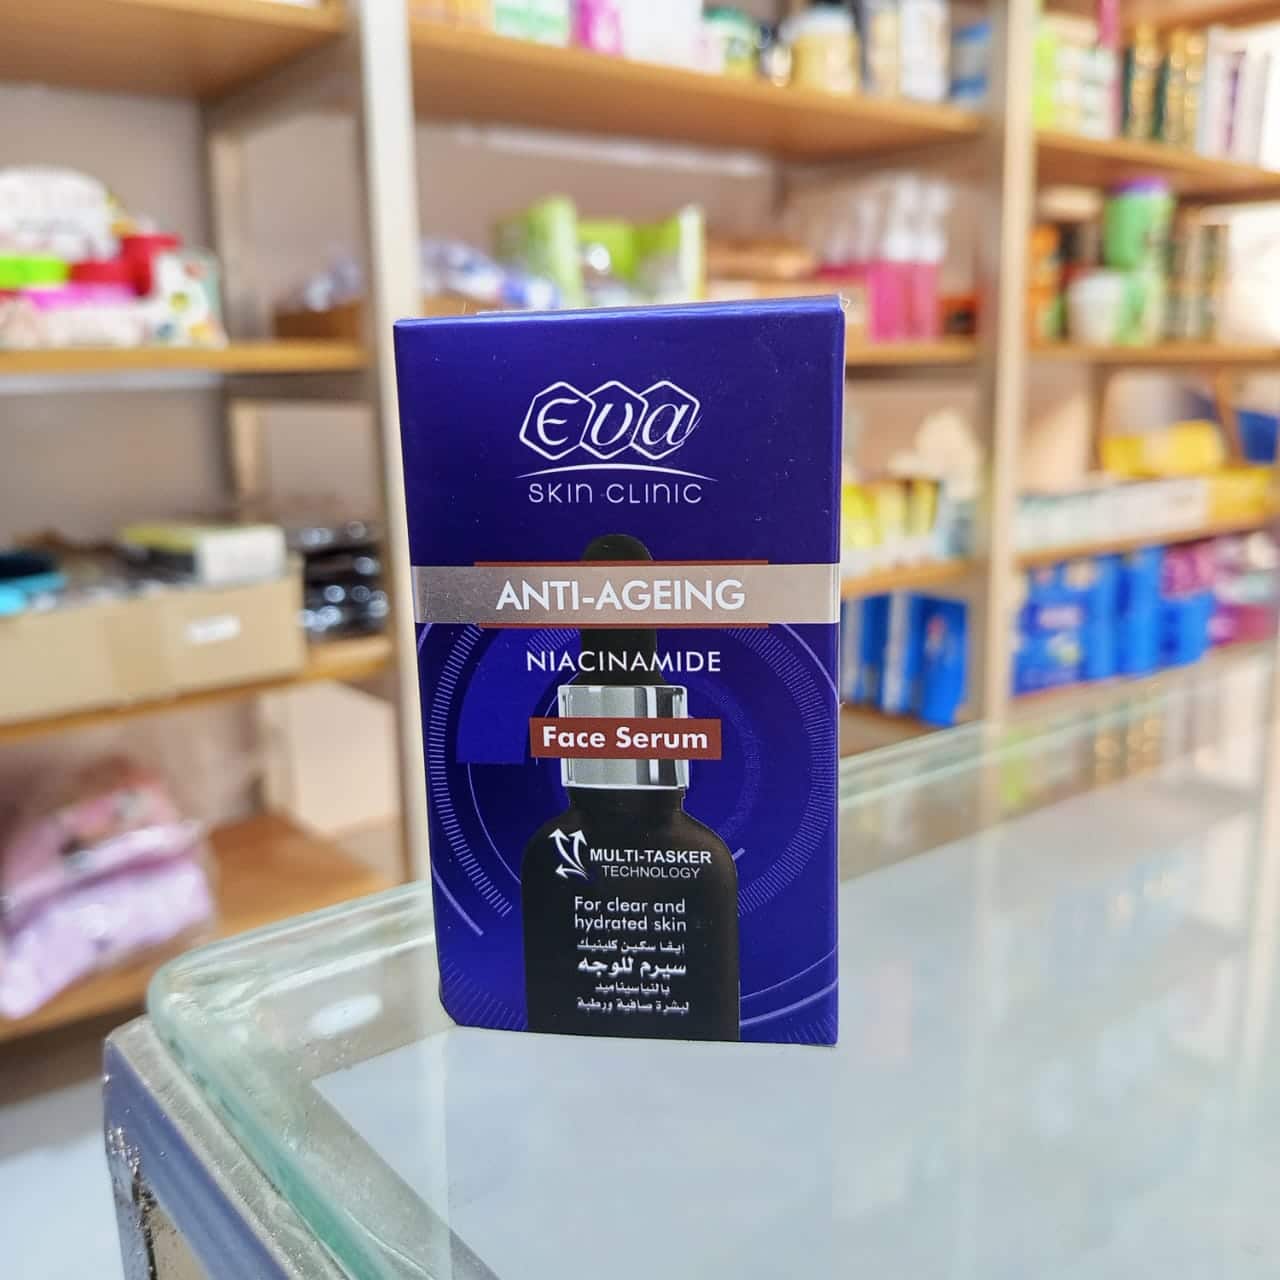 Eva
SKIN CLINIC
ANTI-AGEING
NIACINAMIDE
Face Serum
MULTI-TASKER
TECHNOLOGY
For clear and
hydrated skin
إيفا سكين كلينيك
سيرم للوجه
بالنياسيناميد
لبشرة صافية ورطبة